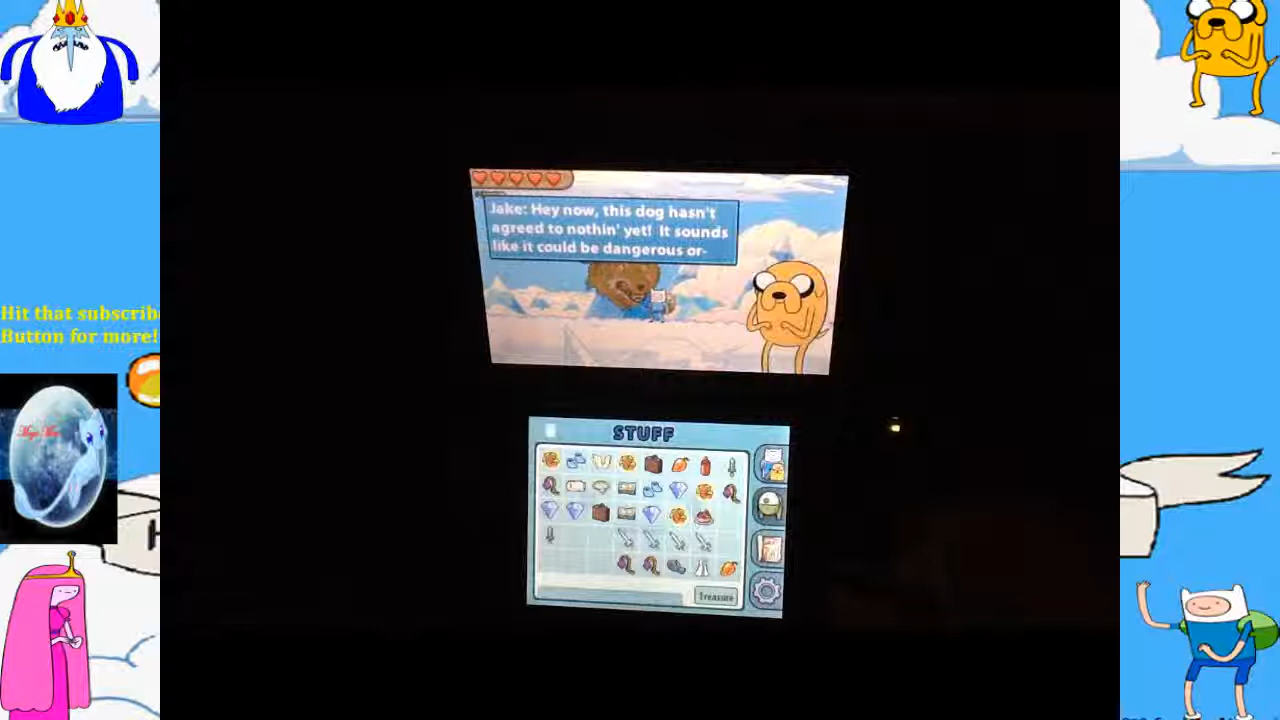 Jake: Hey now, this dog hasn't
agreed to nothin' yet! It sounds
like it could be dangerous or-
Hit that subscrib
Button for more!
STUFF
Treasure